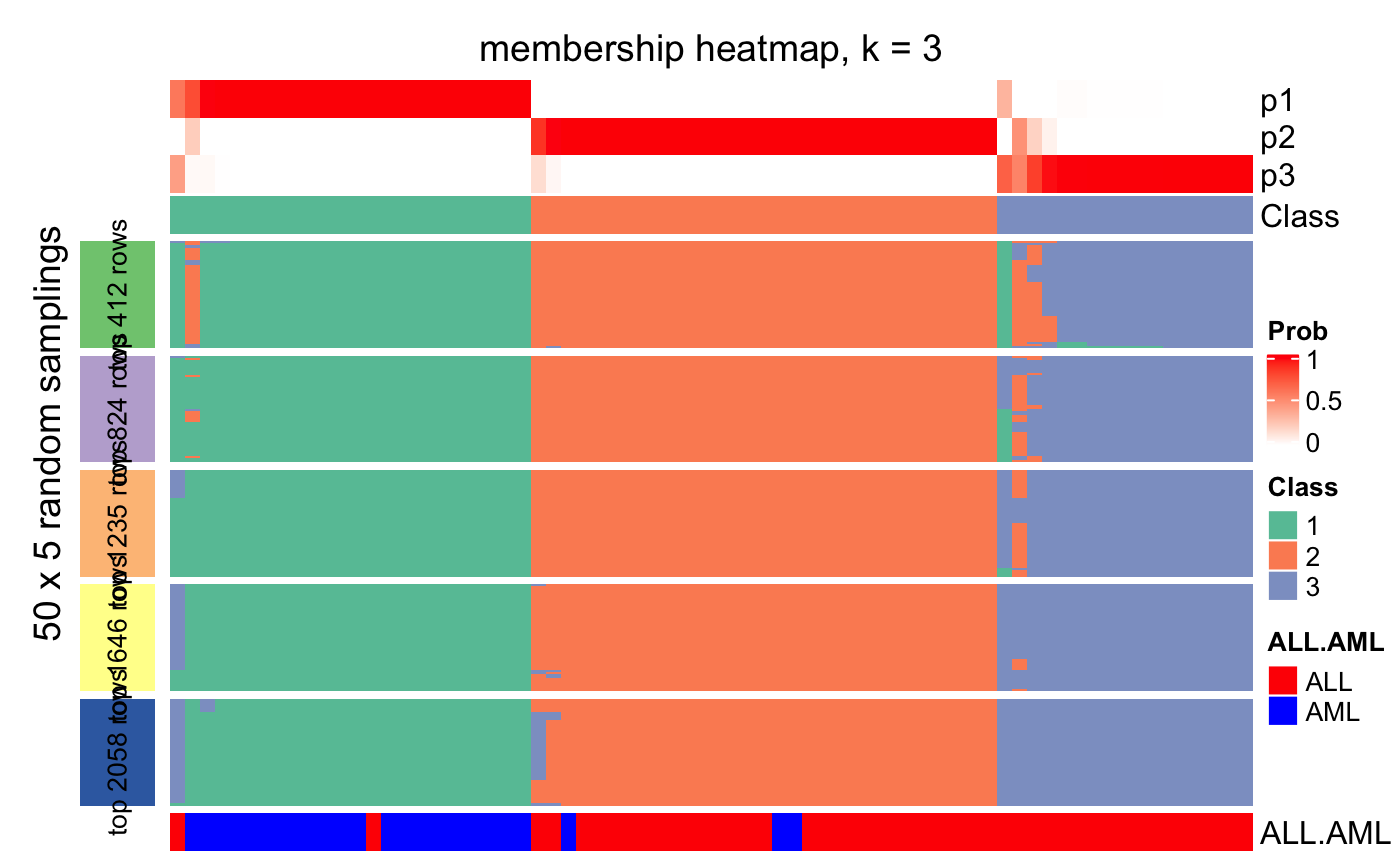 membership heatmap, k = 3
p1
p2
p3
Class
50 x 5 random samplings
top 412 rows
top 824 rows
top 1235 rows
top 1646 rows
top 2058 rows
Prob
1
0.5
0
Class
1
2
3
ALL.AML
ALL
AML
ALL.AML